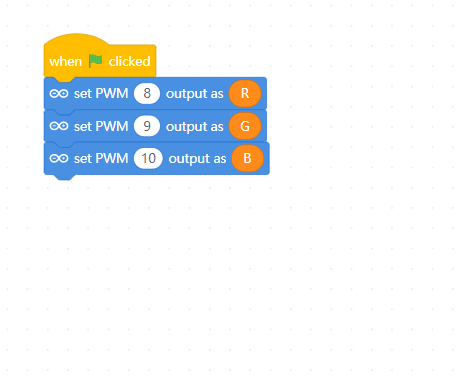 when clicked
set PWM 8 output as R
set PWM 9 output as G
set PWM 10 output as B